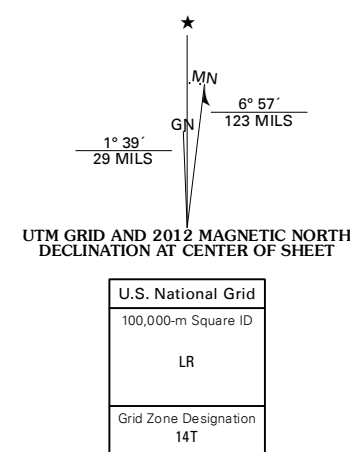 ★
MN
GN
6° 57´
123 MILS
1° 39´
29 MILS
UTM GRID AND 2012 MAGNETIC NORTH
DECLINATION AT CENTER OF SHEET
U.S. National Grid
100,000-m Square ID
LR
Grid Zone Designation
14T